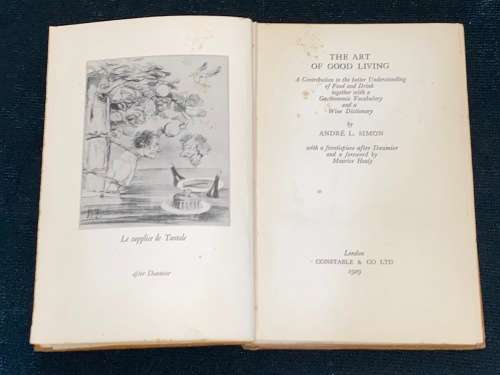 Le supplice de Tantale
after Daumier
THE ART
OF GOOD LIVING
A Contribution to the better Understanding
of Food and Drink
together with a
Gastronomic Vocabulary
and a
Wine Dictionary
by
ANDRÉ L. SIMON
with a frontispiece after Daumier
and a foreword by
Maurice Healy
London
CONSTABLE & CO LTD
1929